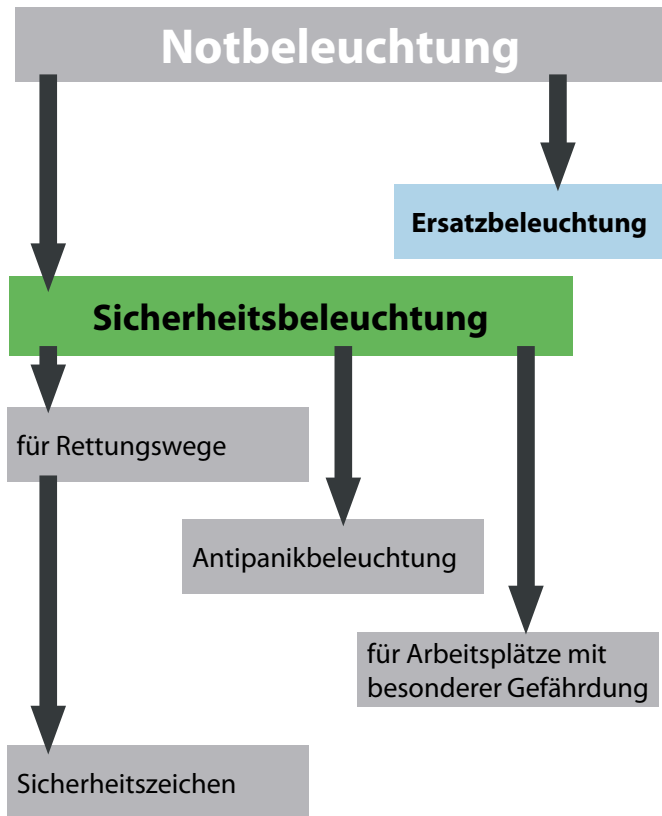 Notbeleuchtung
Ersatzbeleuchtung
Sicherheitsbeleuchtung
für Rettungswege
Antipanikbeleuchtung
für Arbeitsplätze mit
besonderer Gefährdung
Sicherheitszeichen